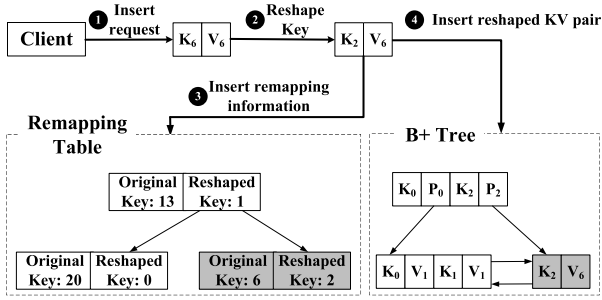 1 Insert request
2 Reshape Key
4 Insert reshaped KV pair
Client
K6 V6
K2 V6
3 Insert remapping information
Remapping Table
B+ Tree
Original Key: 13
Reshaped Key: 1
K0 P0 K2 P2
Original Key: 20
Reshaped Key: 0
Original Key: 6
Reshaped Key: 2
K0 V1 K1 V1
K2 V6